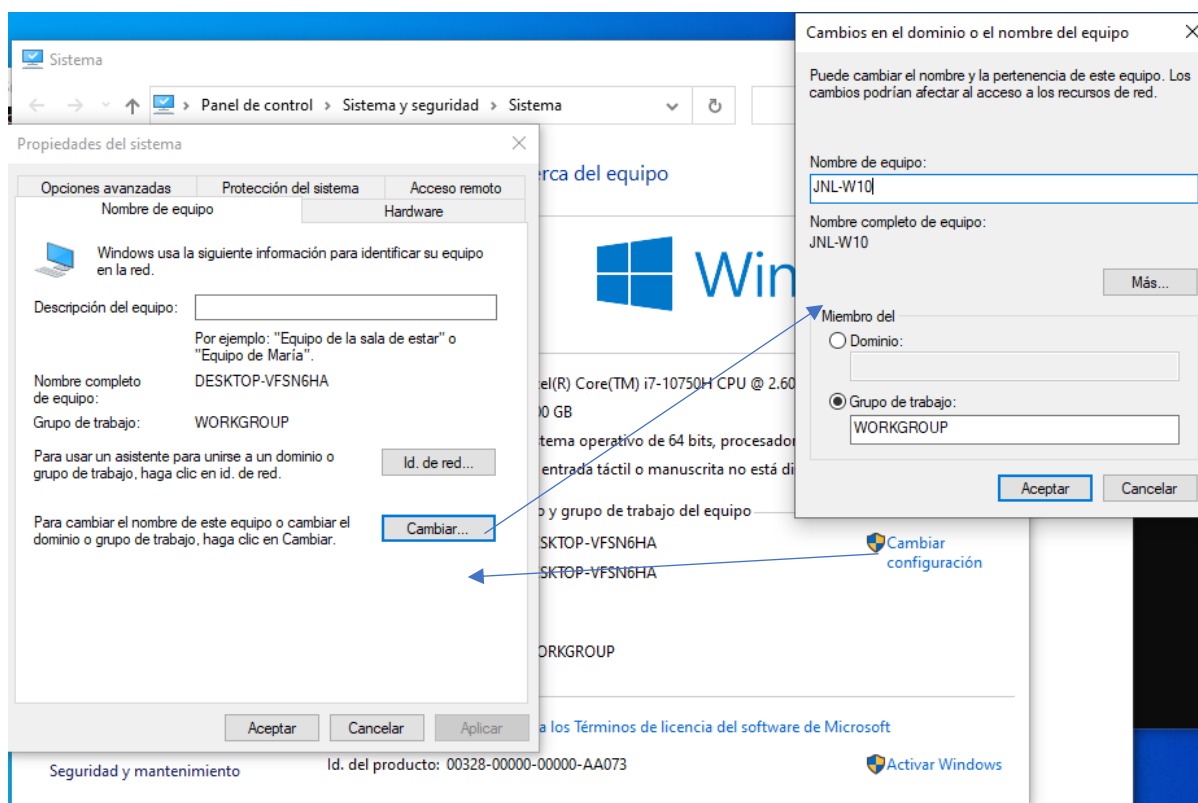 Sistema
Panel de control
Sistema y seguridad
Sistema
Propiedades del sistema
Opciones avanzadas
Protección del sistema
Acceso remoto
Nombre de equipo
Hardware
Windows usa la siguiente información para identificar su equipo
en la red.
Descripción del equipo:
Por ejemplo: "Equipo de la sala de estar" o
"Equipo de María".
Nombre completo
de equipo:
DESKTOP-VFSN6HA
Grupo de trabajo:
WORKGROUP
Para usar un asistente para unirse a un dominio o
grupo de trabajo, haga clic en id. de red.
Id. de red...
Para cambiar el nombre de este equipo o cambiar el
dominio o grupo de trabajo, haga clic en Cambiar.
Cambiar...
Aceptar
Cancelar
Aplicar
del equipo
Win
Core(TM) i7-10750H CPU @ 2.60
GB
operativo de 64 bits, procesador
entrada táctil o manuscrita no está
y grupo de trabajo del equipo
SKTOP-VFSN6HA
SKTOP-VFSN6HA
ORKGROUP
Cambiar
configuración
a los Términos de licencia del software de Microsoft
Seguridad y mantenimiento
Id. del producto: 00328-00000-00000-AA073
Activar Windows
Cambios en el dominio o el nombre del equipo
Puede cambiar el nombre y la pertenencia de este equipo. Los
cambios podrían afectar al acceso a los recursos de red.
Nombre de equipo:
JNL-W10
Nombre completo de equipo:
JNL-W10
Más...
Miembro del
Dominio:
Grupo de trabajo:
WORKGROUP
Aceptar
Cancelar